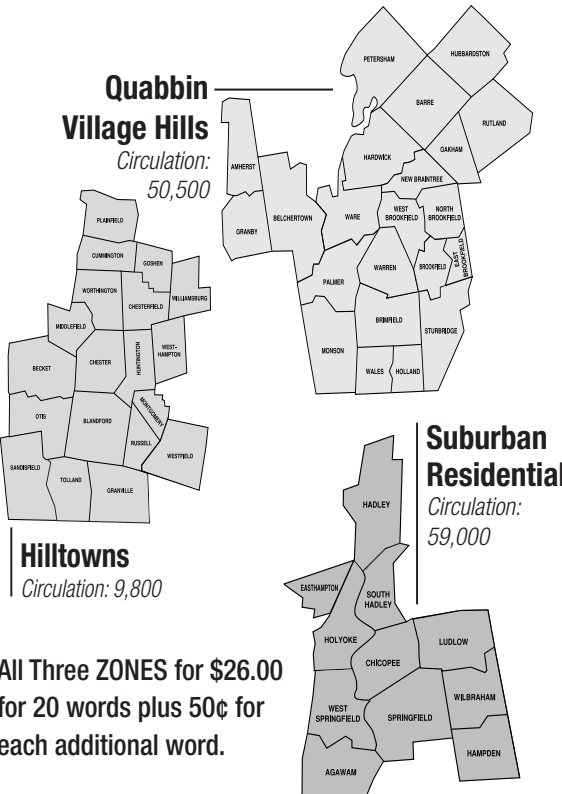 Quabbin
Village Hills
Circulation:
50,500
PETERSHAM
HUBBARDSTON
BARRE
RUTLAND
OAKHAM
HARDWICK
NEW BRAINTREE
AMHERST
BELCHERTOWN
GRANBY
WARE
WEST
BROOKFIELD
NORTH
BROOKFIELD
EAST
BROOKFIELD
BROOKFIELD
WARREN
PALMER
BRIMFIELD
STURBRIDGE
MONSON
WALES
HOLLAND
PLAINFIELD
CUMMINGTON
GOSHEN
WORTHINGTON
CHESTERFIELD
WILLIAMSBURG
MIDDLEFIELD
WEST-
HAMPTON
HUNTINGTON
CHESTER
BECKET
MONTGOMERY
OTIS
BLANDFORD
RUSSELL
WESTFIELD
SANDISFIELD
TOLLAND
GRANVILLE
Hilltowns
Circulation: 9,800
Suburban
Residential
Circulation:
59,000
HADLEY
EASTHAMPTON
SOUTH
HADLEY
HOLYOKE
LUDLOW
CHICOPEE
WILBRAHAM
WEST
SPRINGFIELD
SPRINGFIELD
HAMPDEN
AGAWAM
All Three ZONES for $26.00
for 20 words plus 50¢ for
each additional word.